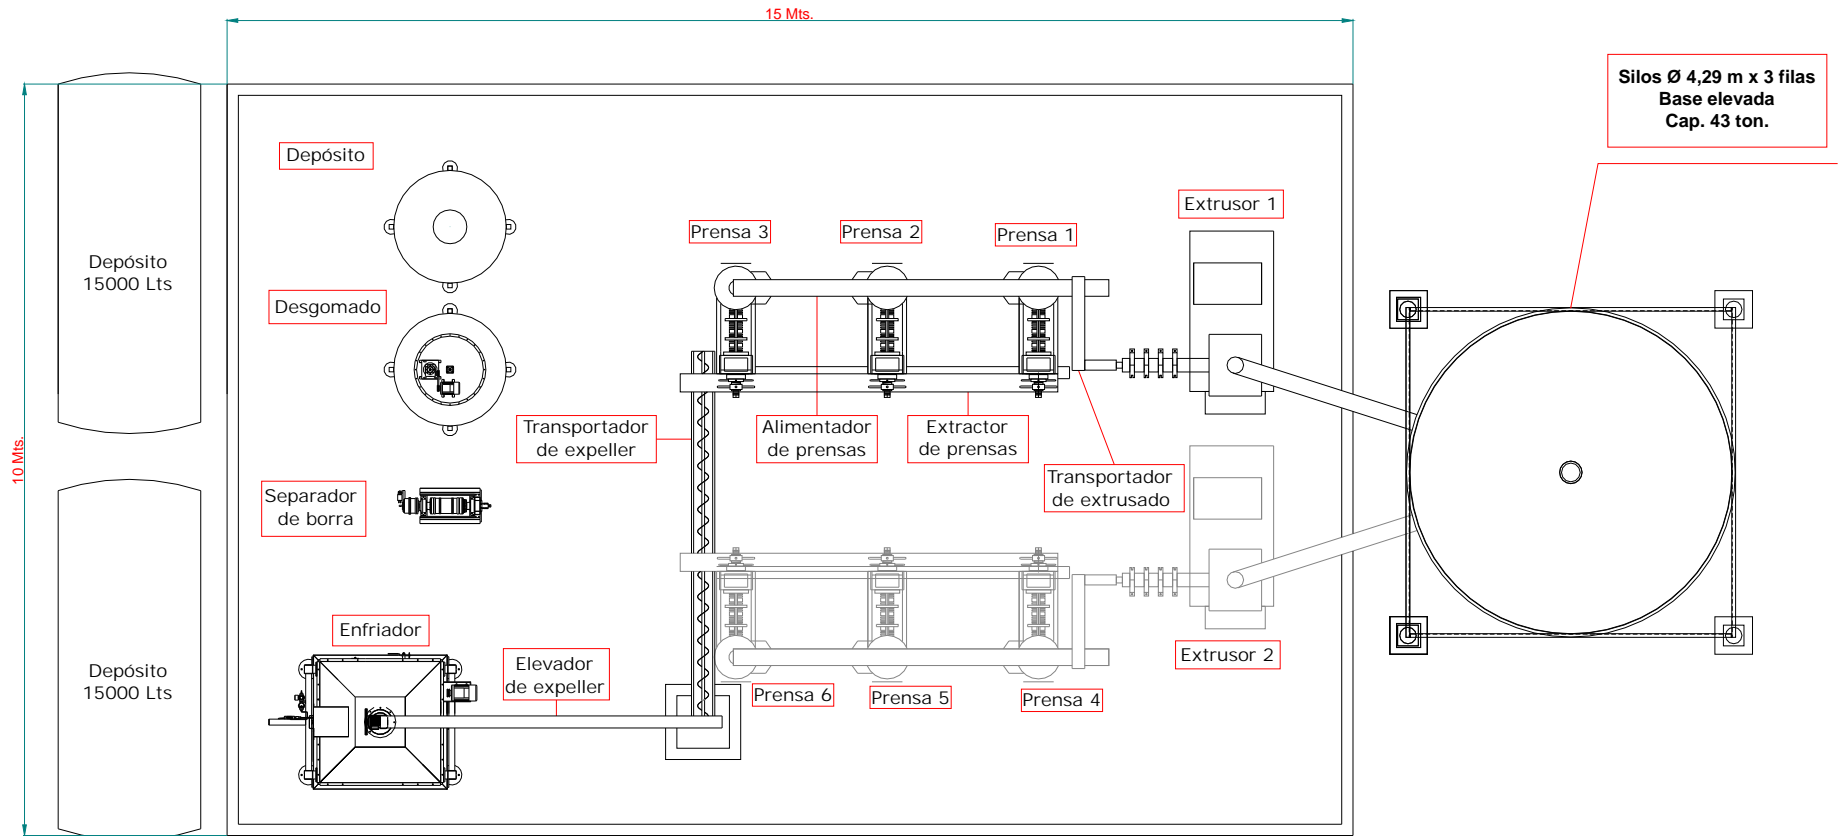 15 Mts.
Silos Ø 4,29 m x 3 filas
Base elevada
Cap. 43 ton.
Depósito
Extrusor 1
Prensa 3
Prensa 2
Prensa 1
Depósito
15000 Lts
Desgomado
Transportador
de expeller
Alimentador
de prensas
Extractor
de prensas
Transportador
de extrusado
10 Mts.
Separador
de borra
Enfriador
Elevador
de expeller
Extrusor 2
Depósito
15000 Lts
Prensa 6
Prensa 5
Prensa 4